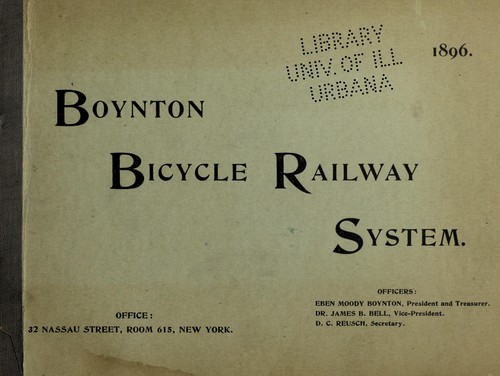 LIBRARY
UNIV. OF ILL
URBANA
1896.
BOYNTON
BICYCLE RAILWAY
SYSTEM.
OFFICE:
32 NASSAU STREET, ROOM 615, NEW YORK.
OFFICERS:
EBEN MOODY BOYNTON, President and Treasurer.
DR. JAMES B. BELL, Vice-President.
D. C. REUSCH, Secretary.